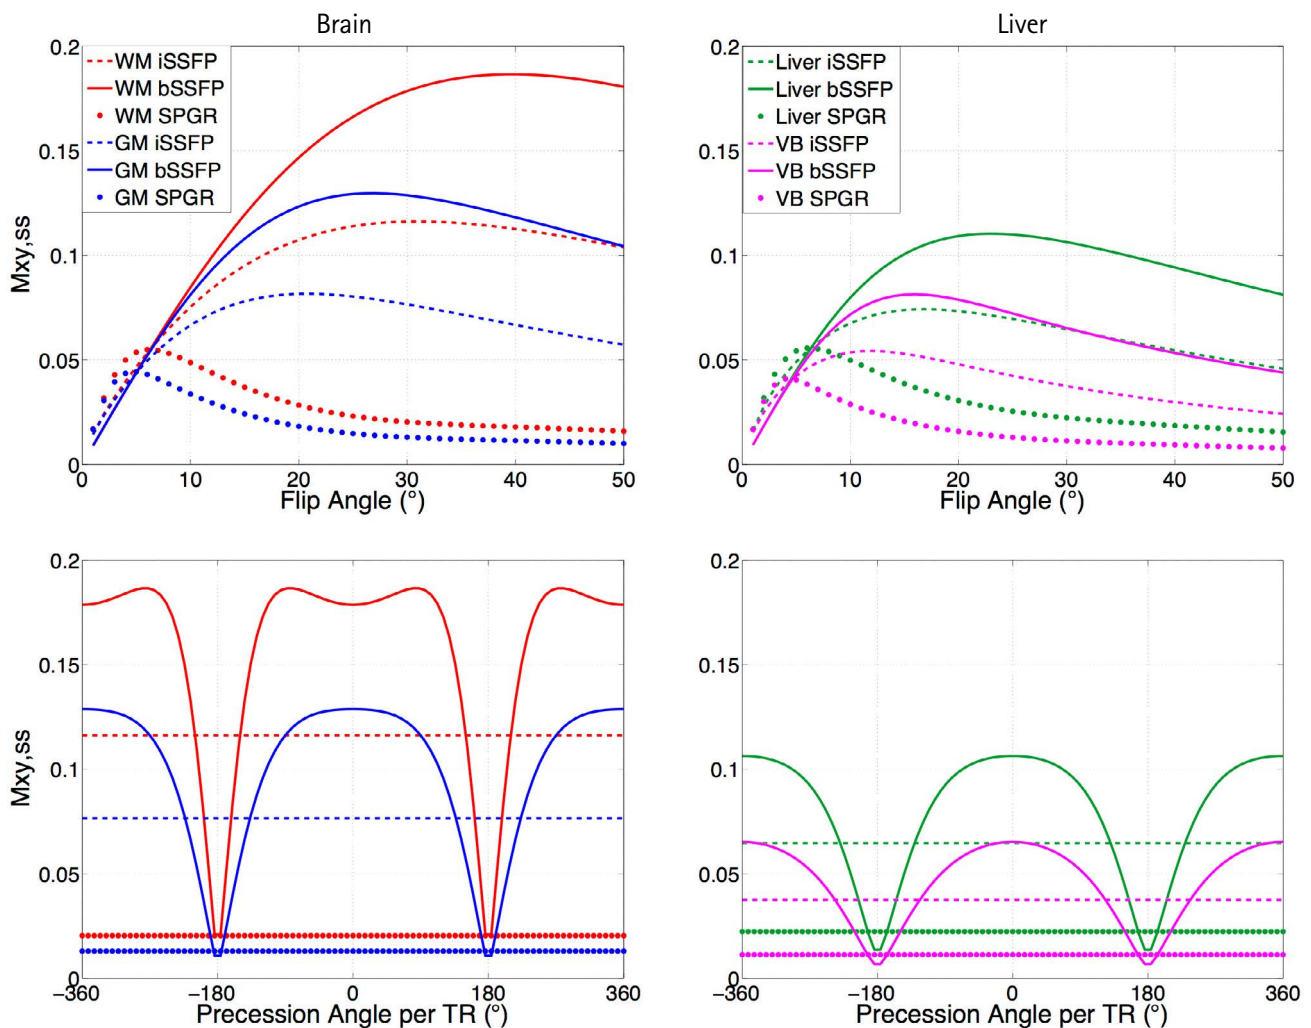 Brain
0.2
0.15
0.1
0.05
0
Mxy,ss
WM iSSFP
WM bSSFP
WM SPGR
GM iSSFP
GM bSSFP
GM SPGR
0 10 20 30 40 50
Flip Angle (°)
Liver
0.2
0.15
0.1
0.05
0
Liver iSSFP
Liver bSSFP
Liver SPGR
VB iSSFP
VB bSSFP
VB SPGR
0 10 20 30 40 50
Flip Angle (°)
0.2
0.15
0.1
0.05
0
Mxy,ss
−360 −180 0 180 360
Precession Angle per TR (°)
0.2
0.15
0.1
0.05
0
−360 −180 0 180 360
Precession Angle per TR (°)